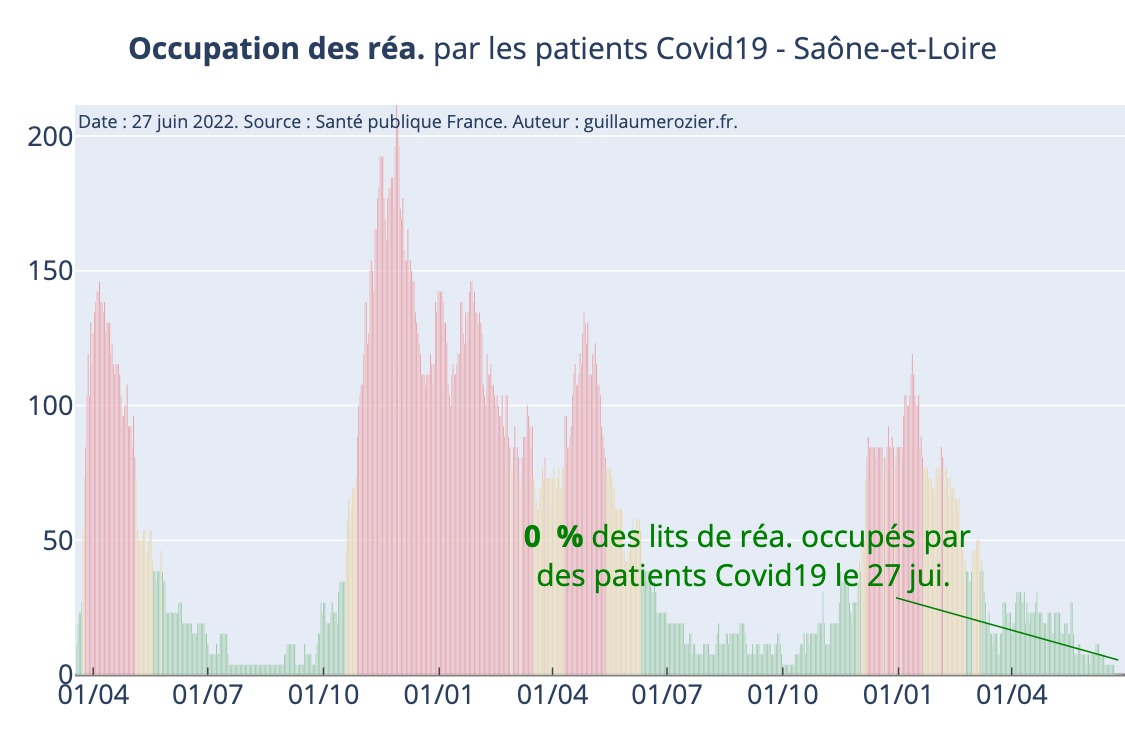 Occupation des réa. par les patients Covid19 - Saône-et-Loire
Date : 27 juin 2022. Source : Santé publique France. Auteur : guillaumerozier.fr.
200
150
100
50
0
0 % des lits de réa. occupés par
des patients Covid19 le 27 jui.
01/04 01/07 01/10 01/01 01/04 01/07 01/10 01/01 01/04